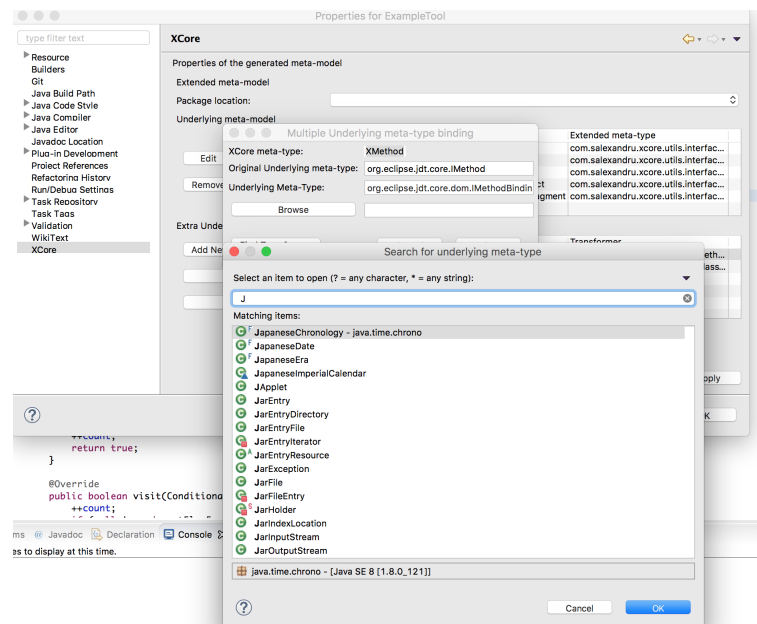 Properties for ExampleTool
type filter text
XCore
Resource
Builders
Git
Java Build Path
Java Code Style
Java Compiler
Java Editor
Javadoc Location
Plug-in Development
Project References
Refactoring History
Run/Debug Settings
Task Repository
Task Tags
Validation
WikiText
XCore
Properties of the generated meta-model
Extended meta-model
Package location:
Underlying meta-model
Extended meta-type
Edit
com.salexandru.xcore.utils.interfac...
com.salexandru.xcore.utils.interfac...
com.salexandru.xcore.utils.interfac...
Remove
ct com.salexandru.xcore.utils.interfac...
gment com.salexandru.xcore.utils.interfac...
Multiple Underlying meta-type binding
XCore meta-type: XMethod
Original Underlying meta-type: org.eclipse.jdt.core.IMethod
Underlying Meta-Type: org.eclipse.jdt.core.dom.IMethodBindin
Browse
Extra Unde
Transformer
Add Ne
eth...
ass...
pply
K
Search for underlying meta-type
Select an item to open (? = any character, * = any string):
J
Matching items:
JapaneseChronology - java.time.chrono
JapaneseDate
JapaneseEra
JapaneseImperialCalendar
JApplet
JarEntry
JarEntryDirectory
JarEntryFile
JarEntryIterator
JarEntryResource
JarException
JarFile
JarFileEntry
JarHolder
JarIndexLocation
JarInputStream
JarOutputStream
java.time.chrono - [Java SE 8 [1.8.0_121]]
Cancel
OK
++count;
return true;
}
@Override
public boolean visit(Conditiona
++count;
ms @ Javadoc Declaration Console
es to display at this time.